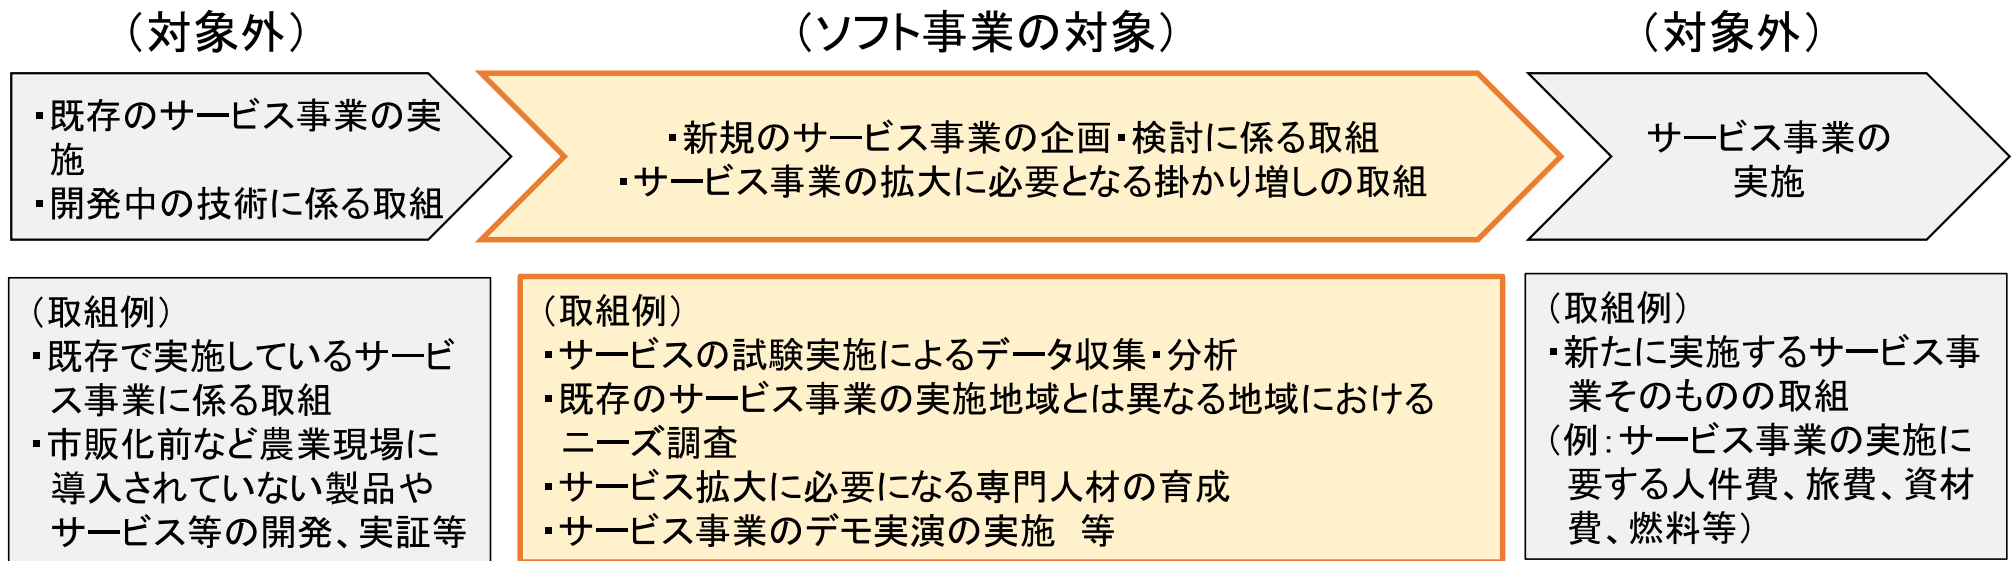 （対象外）
（ソフト事業の対象）
（対象外）
・既存のサービス事業の実
施
・開発中の技術に係る取組
・新規のサービス事業の企画・検討に係る取組
・サービス事業の拡大に必要となる掛かり増しの取組
サービス事業の
実施
（取組例）
・既存で実施しているサービ
ス事業に係る取組
・市販化前など農業現場に
導入されていない製品や
サービス等の開発、実証等
（取組例）
・サービスの試験実施によるデータ収集・分析
・既存のサービス事業の実施地域とは異なる地域における
ニーズ調査
・サービス拡大に必要になる専門人材の育成
・サービス事業のデモ実演の実施　等
（取組例）
・新たに実施するサービス事
業そのものの取組
（例：サービス事業の実施に
要する人件費、旅費、資材
費、燃料等）